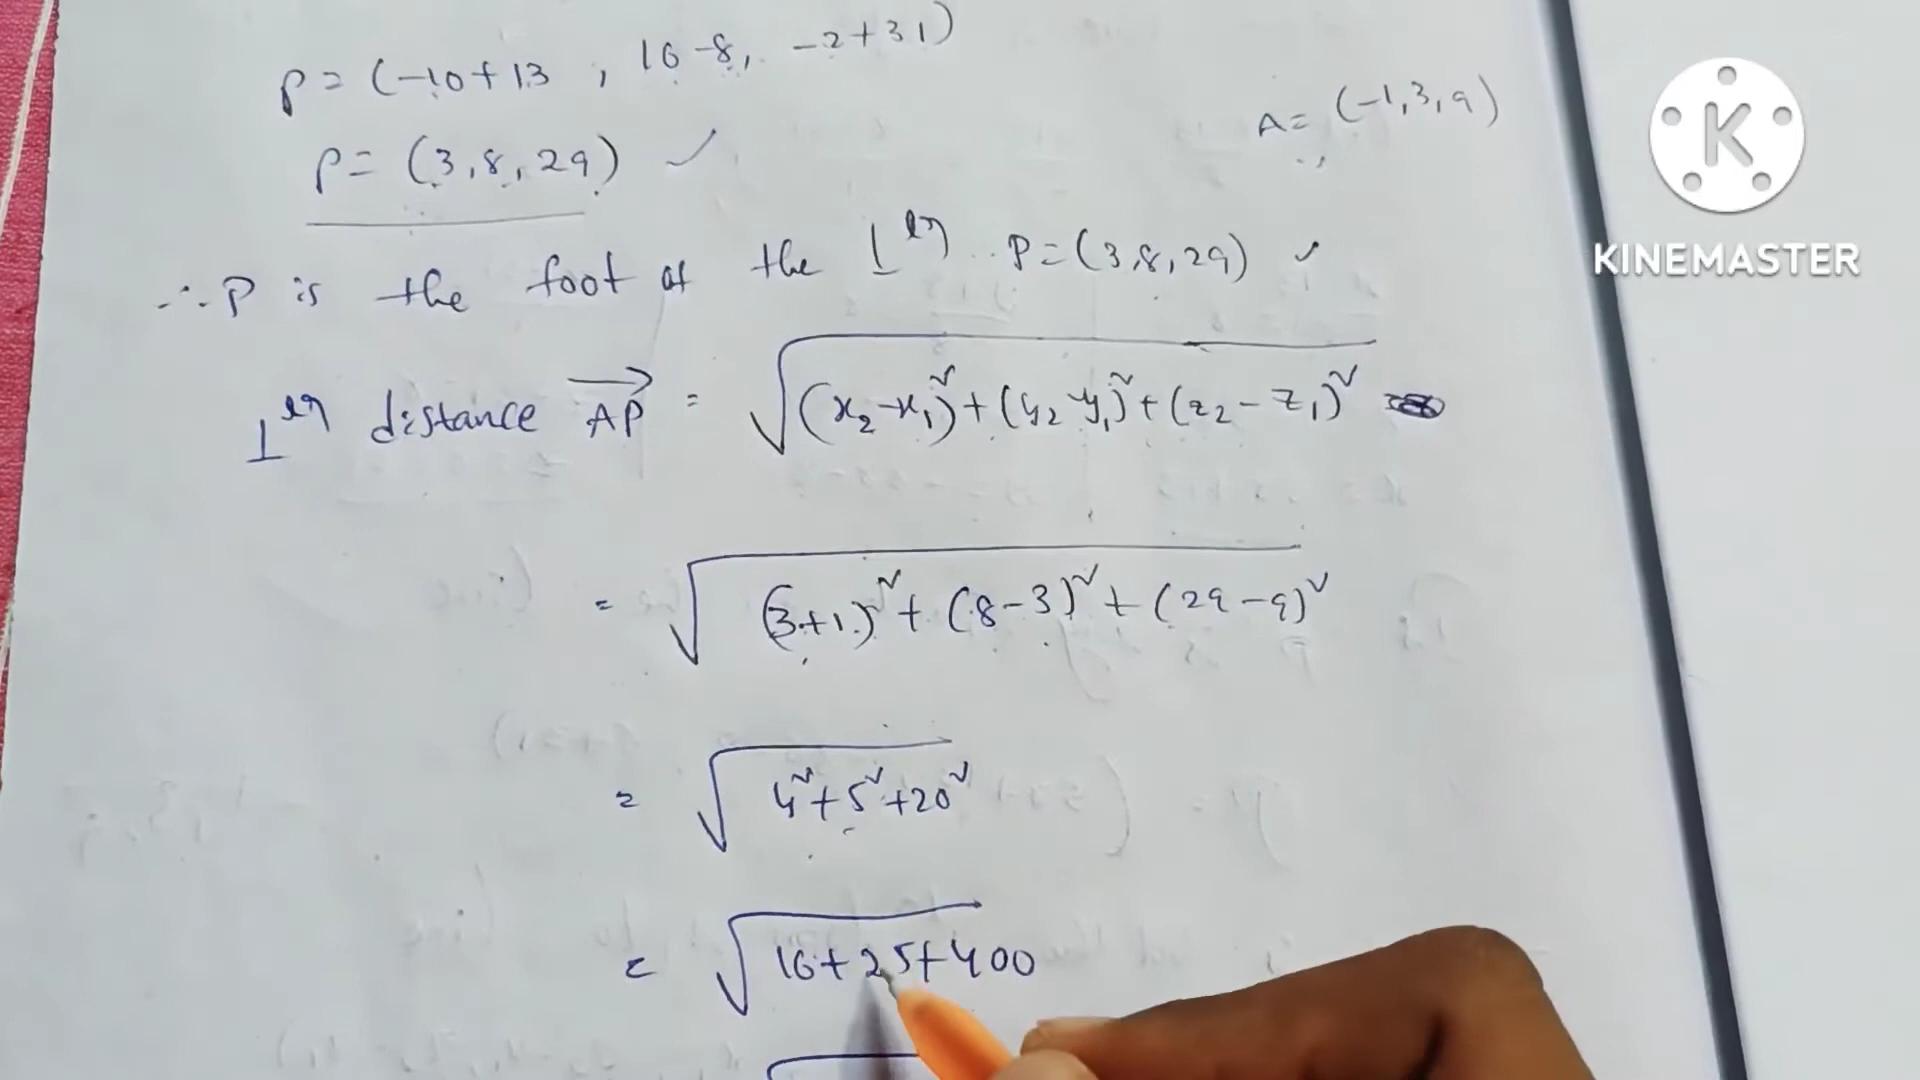 P = (-10+13 , 16-8, -2+31)
A = (-1,3,9)
P = (3,8,29) ✓
∴ P is the foot of the ⊥er P = (3,8,29) ✓
⊥er distance AP = √(x₂-x₁)²+(y₂-y₁)²+(z₂-z₁)²
= √(3+1)²+(8-3)²+(29-9)²
= √4²+5²+20²
= √16+25+400
K
KINEMASTER